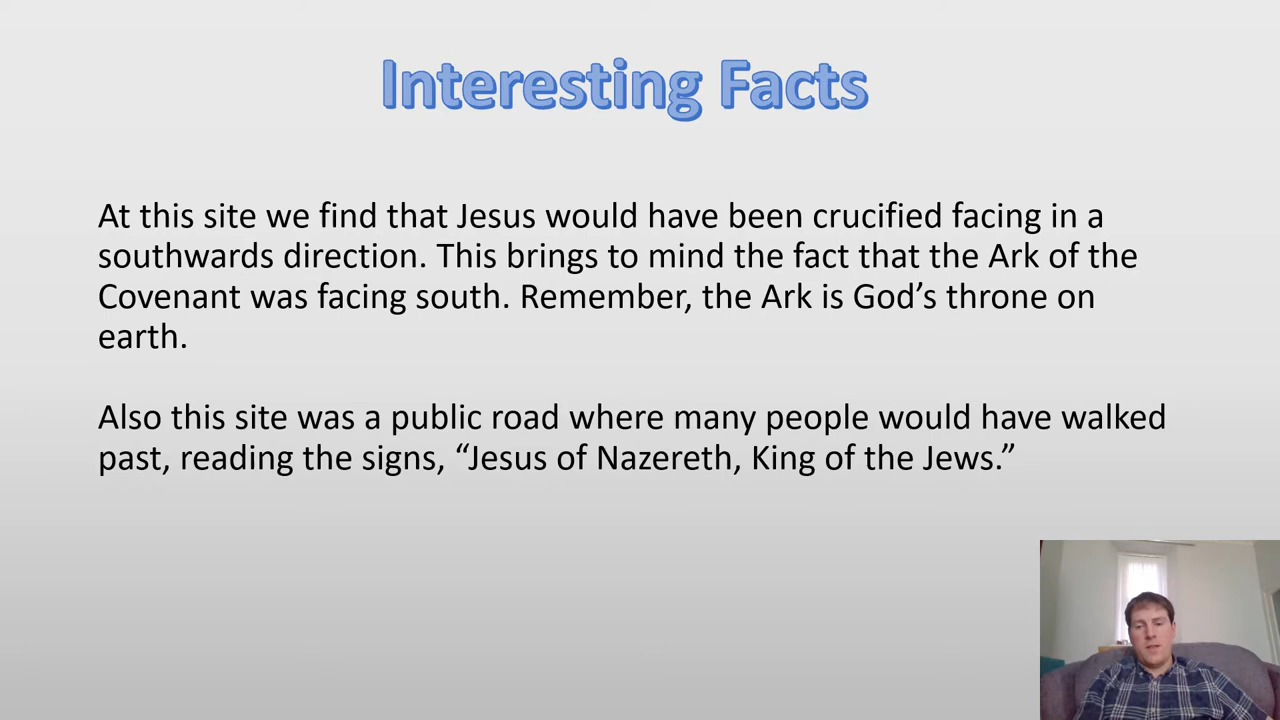 Interesting Facts
At this site we find that Jesus would have been crucified facing in a
southwards direction. This brings to mind the fact that the Ark of the
Covenant was facing south. Remember, the Ark is God’s throne on
earth.
Also this site was a public road where many people would have walked
past, reading the signs, “Jesus of Nazereth, King of the Jews.”